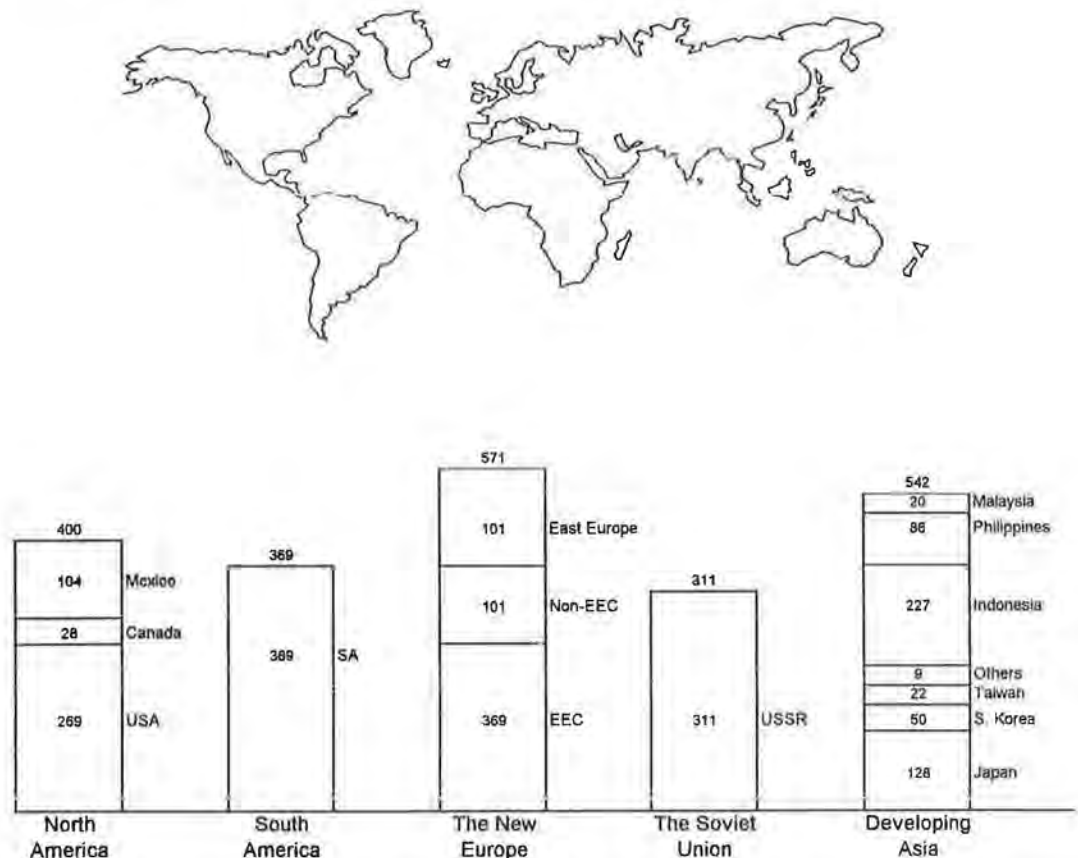 400
104 Mexico
28 Canada
269 USA
North
America
369
369 SA
South
America
571
101 East Europe
101 Non-EEC
369 EEC
The New
Europe
311
311 USSR
The Soviet
Union
542
20 Malaysia
86 Philippines
227 Indonesia
9 Others
22 Taiwan
50 S. Korea
128 Japan
Developing
Asia